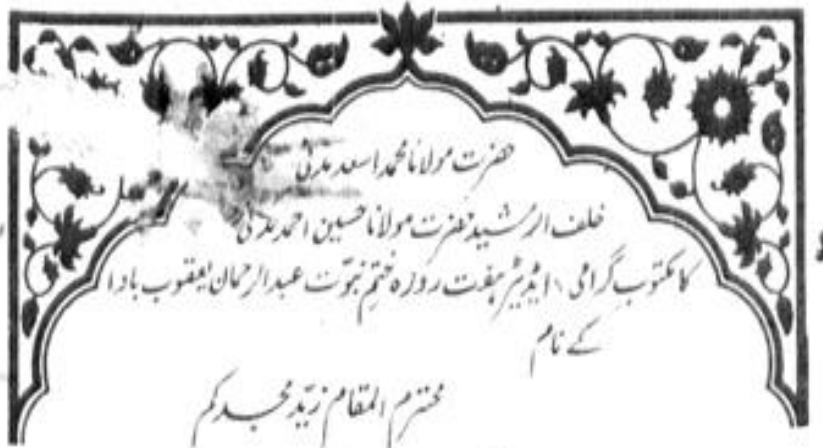 حضرت مولانا محمد اسعد مدنی
خلف الرشید حضرت مولانا حسین احمد مدنی
کا مکتوب گرامی، ایڈیٹر ہفت روزہ ختم نبوت عبدالرحمان یعقوب باوا
کے نام
محترم المقام زید مجدکم